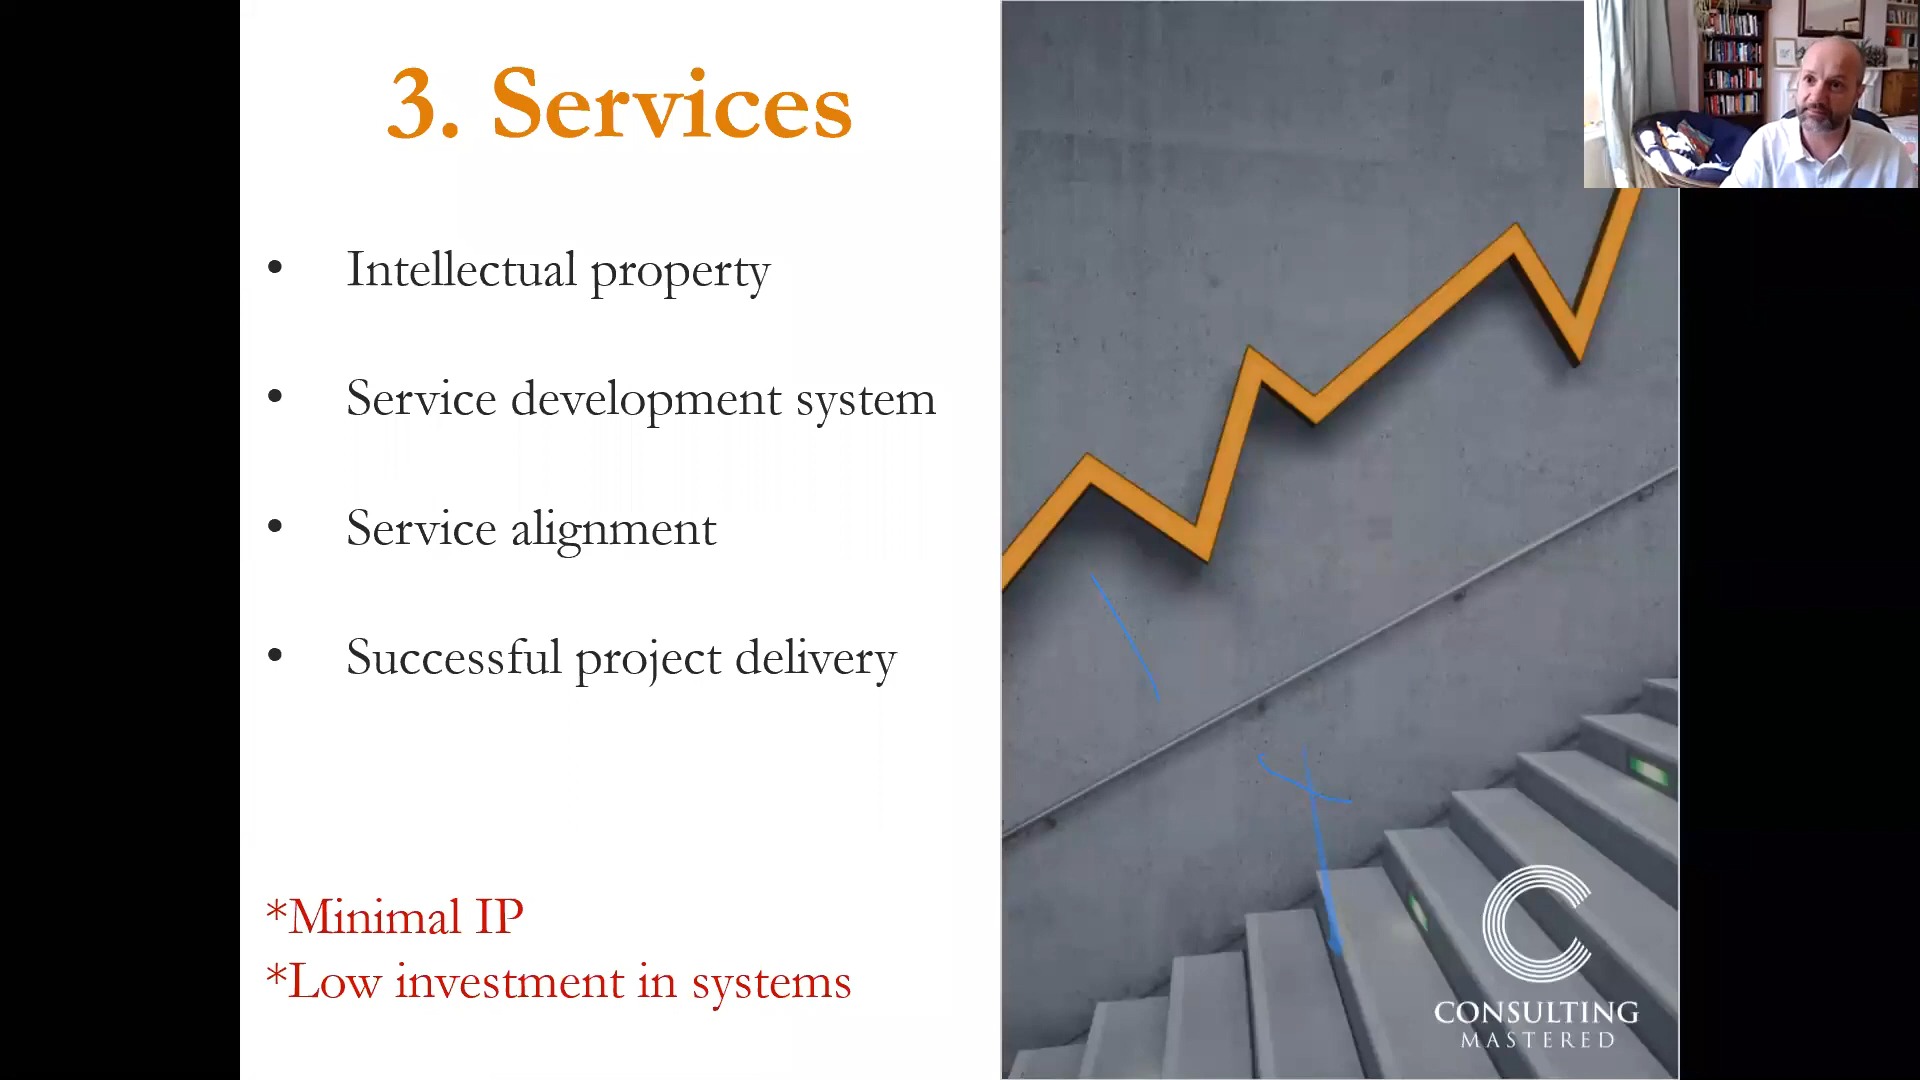 3. Services
• Intellectual property
• Service development system
• Service alignment
• Successful project delivery
*Minimal IP
*Low investment in systems
CONSULTING
MASTERED